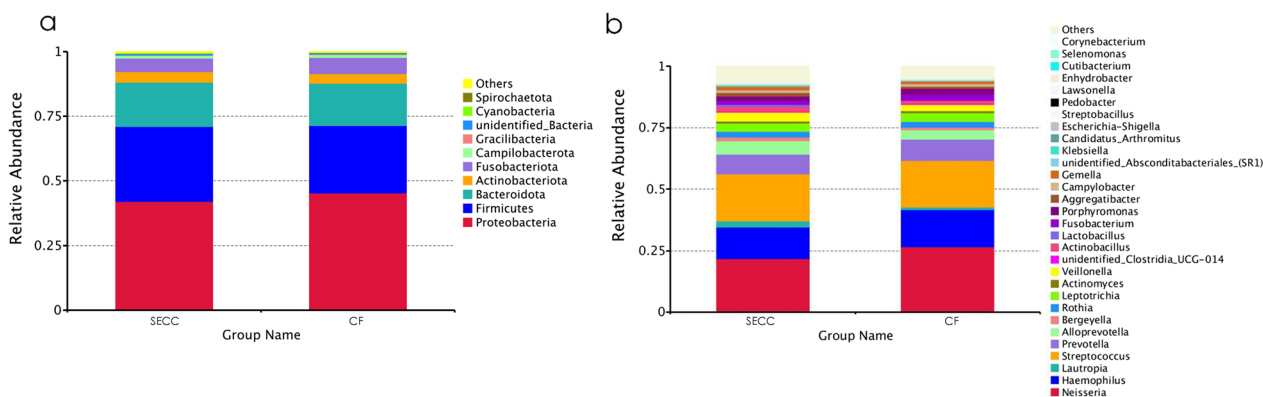 a
Relative Abundance
1
0.75
0.5
0.25
0
SECC
CF
Group Name
Others
Spirochaetota
Cyanobacteria
unidentified_Bacteria
Gracilibacteria
Campilobacterota
Fusobacteriota
Actinobacteriota
Bacteroidota
Firmicutes
Proteobacteria
b
Relative Abundance
1
0.75
0.5
0.25
0
SECC
CF
Group Name
Others
Corynebacterium
Selenomonas
Cutibacterium
Enhydrobacter
Lawsonella
Pedobacter
Streptobacillus
Escherichia-Shigella
Candidatus_Arthromitus
Klebsiella
unidentified_Absconditabacteriales_(SR1)
Gemella
Campylobacter
Aggregatibacter
Porphyromonas
Fusobacterium
Lactobacillus
Actinobacillus
unidentified_Clostridia_UCG-014
Veillonella
Actinomyces
Leptotrichia
Rothia
Bergeyella
Alloprevotella
Prevotella
Streptococcus
Lautropia
Haemophilus
Neisseria